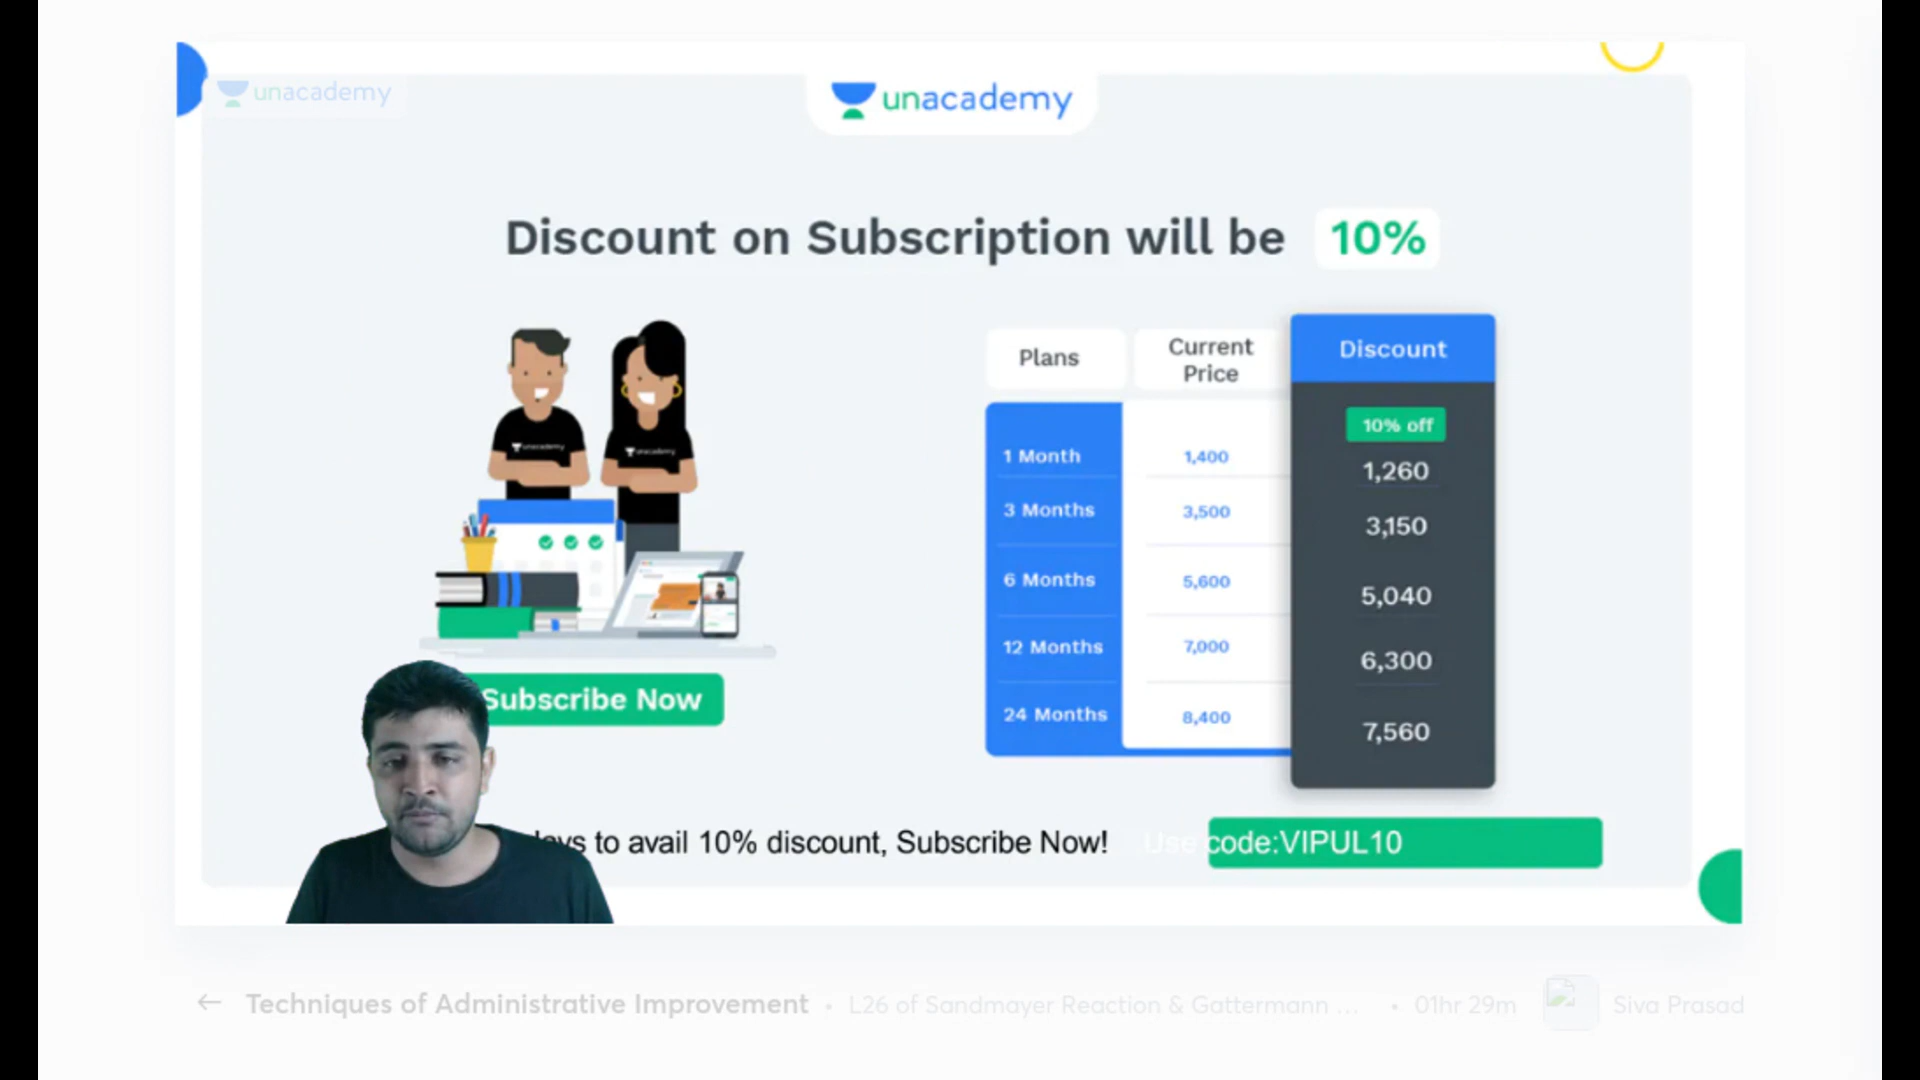 unacademy
unacademy
Discount on Subscription will be 10%
Plans Current Price Discount
10% off
1 Month 1,400 1,260
3 Months 3,500 3,150
6 Months 5,600 5,040
12 Months 7,000 6,300
24 Months 8,400 7,560
unacademy
unacademy
Subscribe Now
to avail 10% discount, Subscribe Now! Use code:VIPUL10
Techniques of Administrative Improvement • L26 of Sandmayer Reaction & Gattermann ... • 01hr 29m Siva Prasad